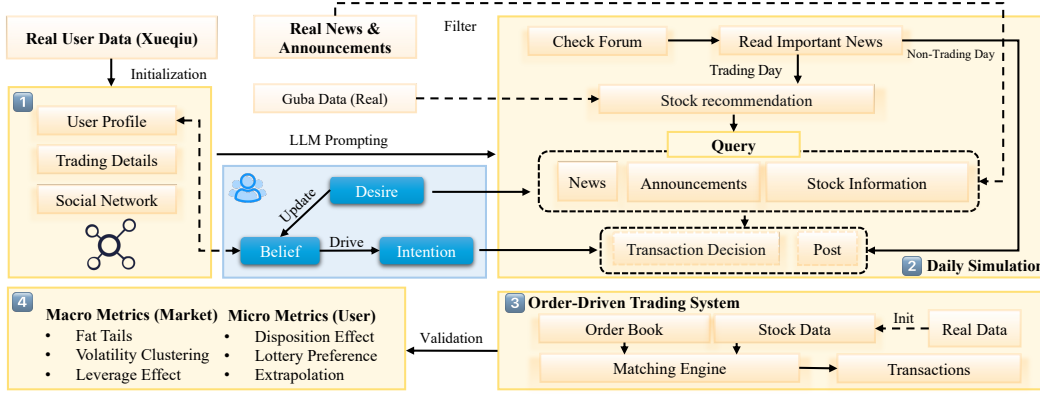 Real User Data (Xueqiu)
Initialization
1
User Profile
Trading Details
Social Network
Real News &
Announcements
Filter
Guba Data (Real)
LLM Prompting
Desire
Update
Belief
Drive
Intention
Check Forum
Read Important News
Non-Trading Day
Trading Day
Stock recommendation
Query
News
Announcements
Stock Information
Transaction Decision
Post
2 Daily Simulation
3 Order-Driven Trading System
Order Book
Stock Data
Init
Real Data
Matching Engine
Transactions
Validation
4
Macro Metrics (Market)
• Fat Tails
• Volatility Clustering
• Leverage Effect
Micro Metrics (User)
• Disposition Effect
• Lottery Preference
• Extrapolation